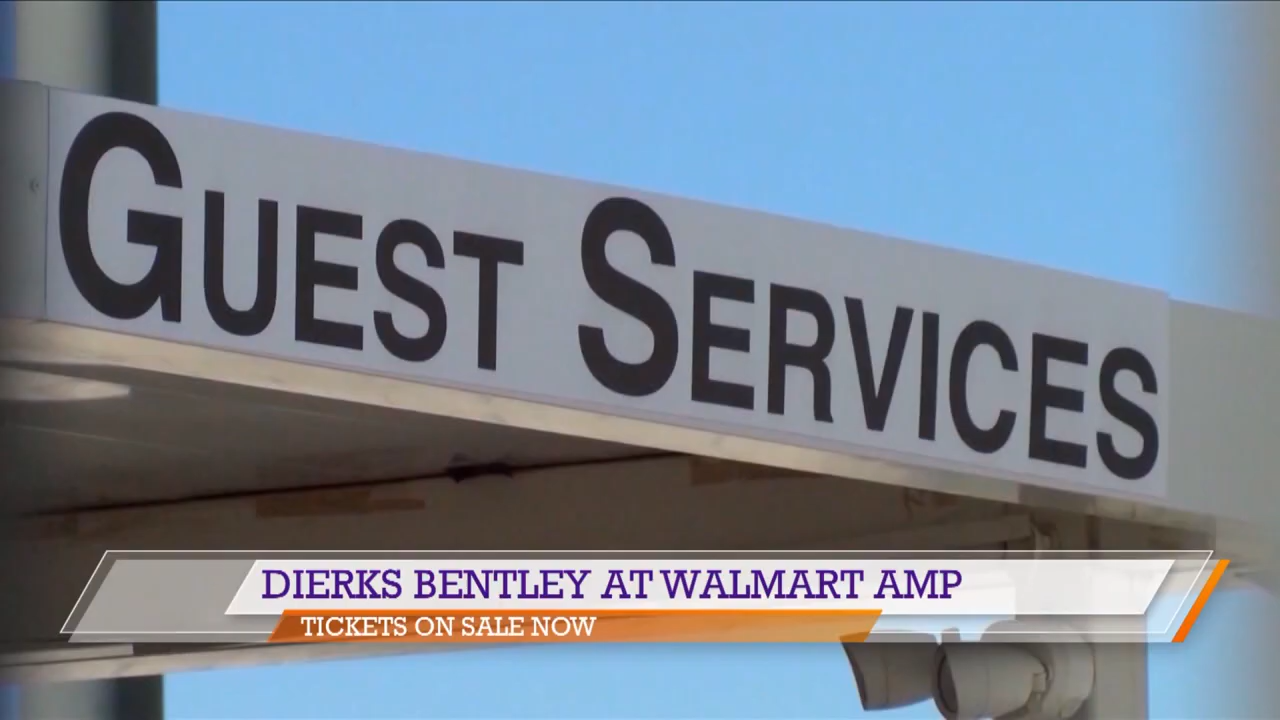 GUEST SERVICES
DIERKS BENTLEY AT WALMART AMP
TICKETS ON SALE NOW